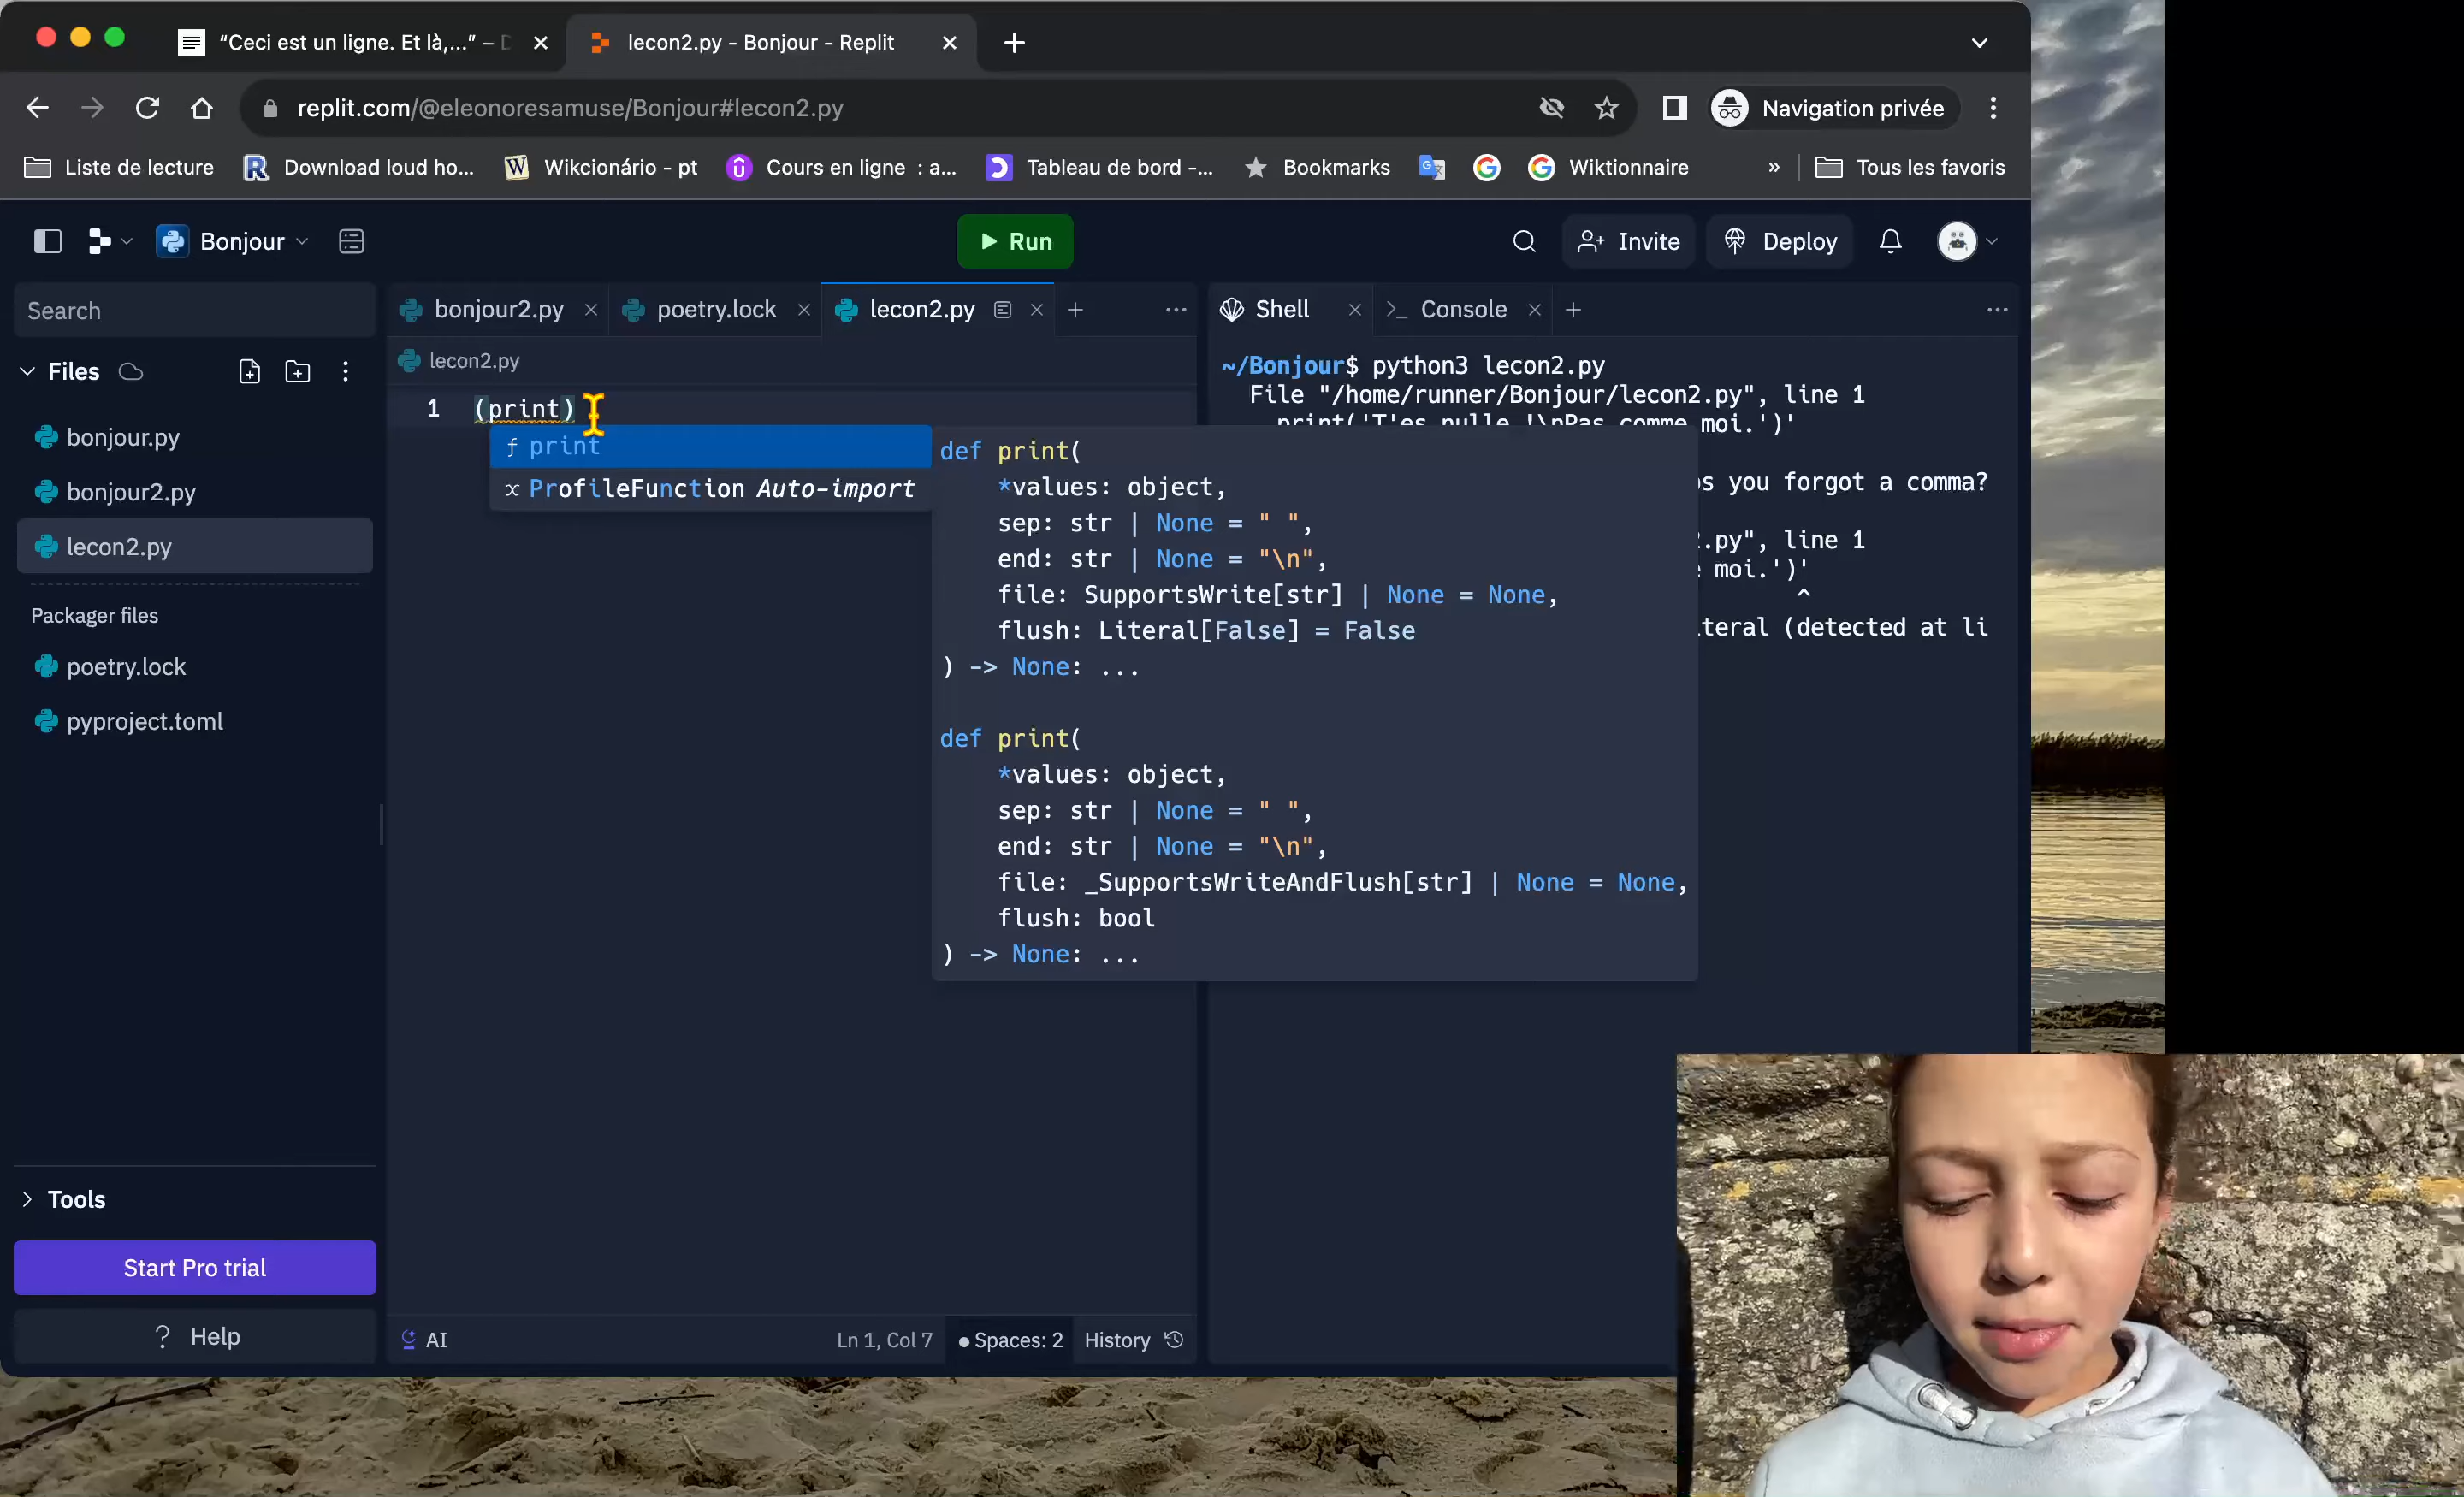 “Ceci est un ligne. Et là,...” –
lecon2.py - Bonjour - Replit
replit.com/@eleonoresamuse/Bonjour#lecon2.py
Navigation privée
Liste de lecture
Download loud ho...
Wikcionário - pt
Cours en ligne : a...
Tableau de bord -...
Bookmarks
Wiktionnaire
»
Tous les favoris
Bonjour
Run
Invite
Deploy
Search
Files
bonjour.py
bonjour2.py
lecon2.py
Packager files
poetry.lock
pyproject.toml
Tools
Start Pro trial
? Help
bonjour2.py
poetry.lock
lecon2.py
lecon2.py
1 (print)
ƒ print
ProfileFunction Auto-import
def print(
*values: object,
sep: str | None = " ",
end: str | None = "\n",
file: SupportsWrite[str] | None = None,
flush: Literal[False] = False
) -> None: ...
def print(
*values: object,
sep: str | None = " ",
end: str | None = "\n",
file: _SupportsWriteAndFlush[str] | None = None,
flush: bool
) -> None: ...
AI
Ln 1, Col 7
Spaces: 2
History
Shell
Console
~/Bonjour$ python3 lecon2.py
File "/home/runner/Bonjour/lecon2.py", line 1
print('T'es nulle !\nPas comme moi.')'
s you forgot a comma?
.py", line 1
moi.')'
^
teral (detected at li